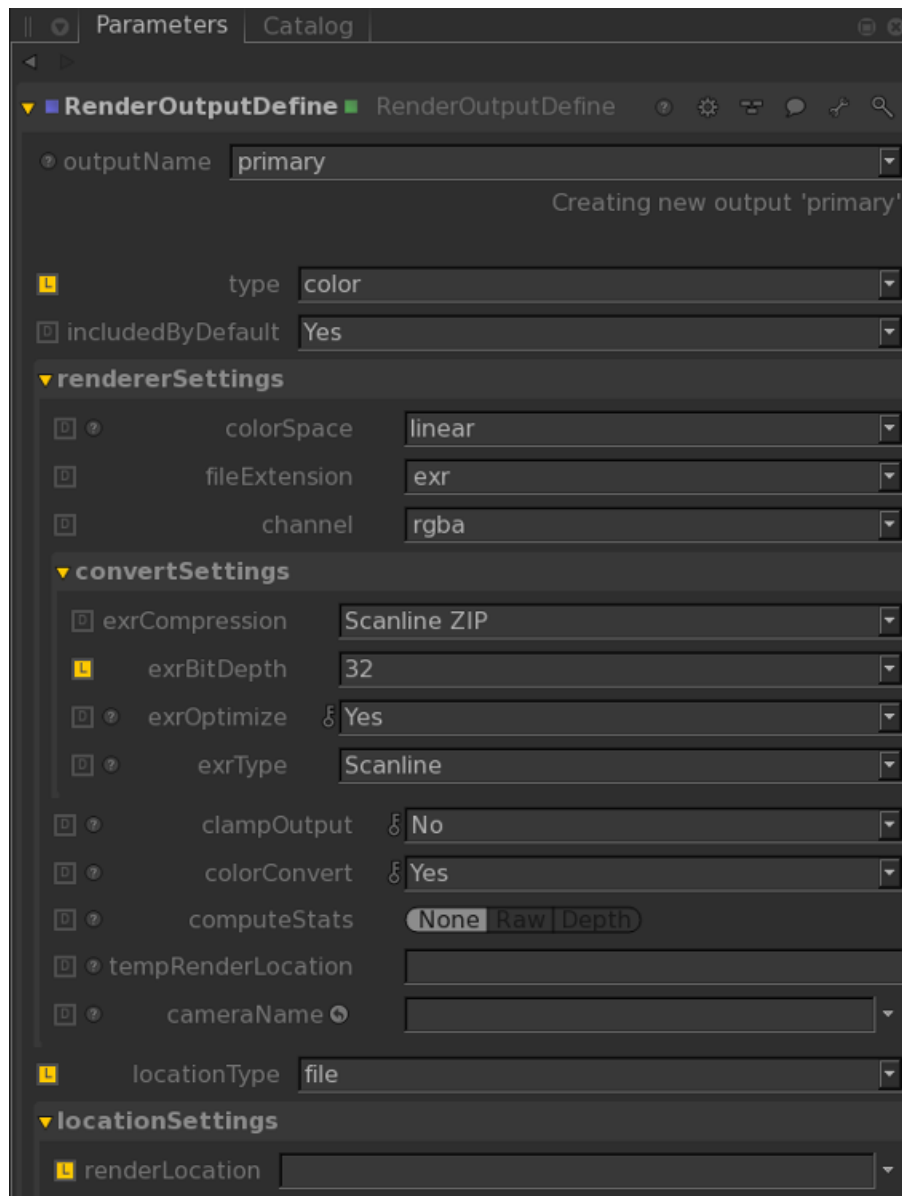 Parameters Catalog
RenderOutputDefine RenderOutputDefine ?
? outputName primary
Creating new output 'primary'
L type color
D includedByDefault Yes
rendererSettings
D ? colorSpace linear
D fileExtension exr
D channel rgba
convertSettings
D exrCompression Scanline ZIP
L exrBitDepth 32
D ? exrOptimize Yes
D ? exrType Scanline
D ? clampOutput No
D ? colorConvert Yes
D ? computeStats None Raw Depth
D ? tempRenderLocation
D ? cameraName
L locationType file
locationSettings
L renderLocation